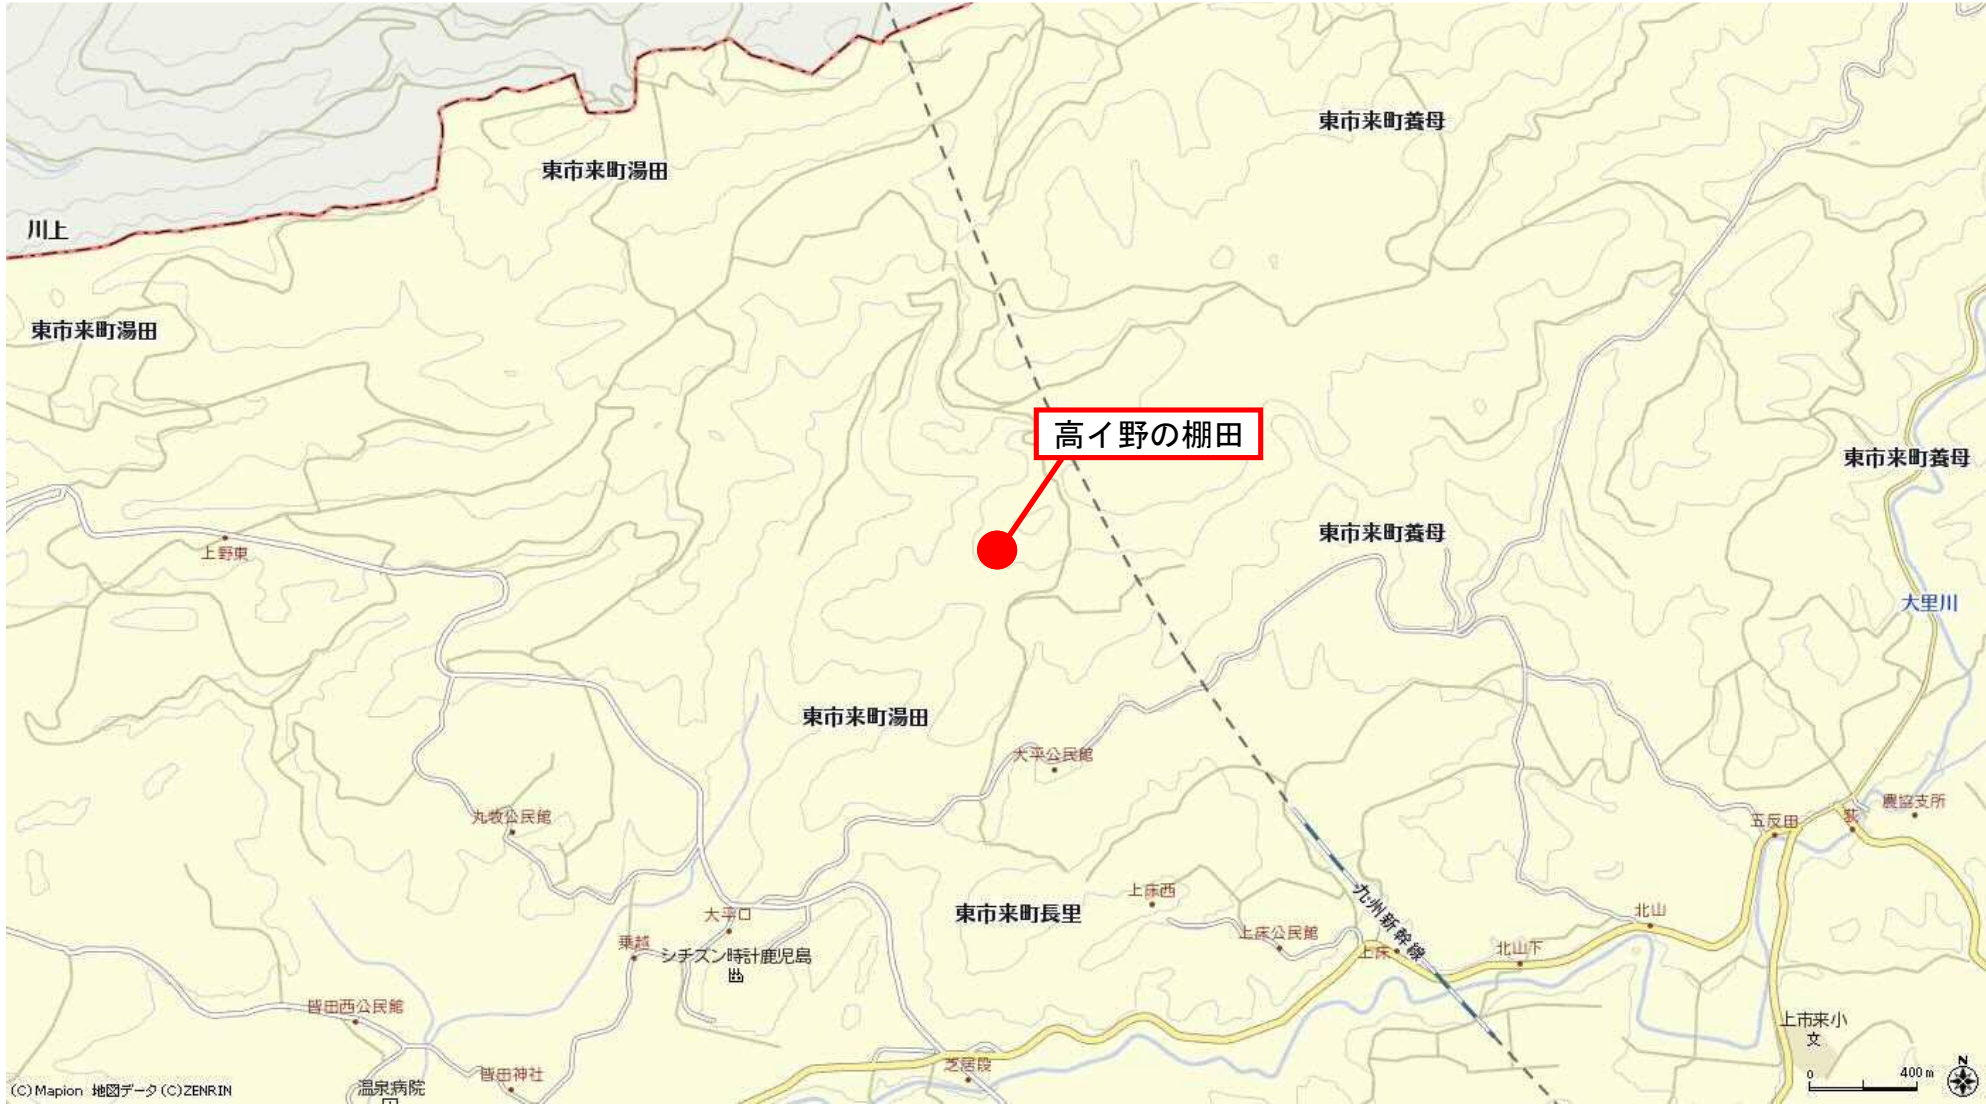 東市来町養母
東市来町湯田
川上
東市来町湯田
高イ野の棚田
東市来町養母
東市来町養母
上野東
大里川
東市来町湯田
大平公民館
丸牧公民館
農協支所
五反田
荻
上床西
東市来町長里
大平口
北山
上床公民館
九州新幹線
乗越
シチズン時計鹿児島
上床
北山下
皆田西公民館
上市来小
文
芝居段
皆田神社
温泉病院
N
0
400m
(C)Mapion 地図データ(C)ZENRIN